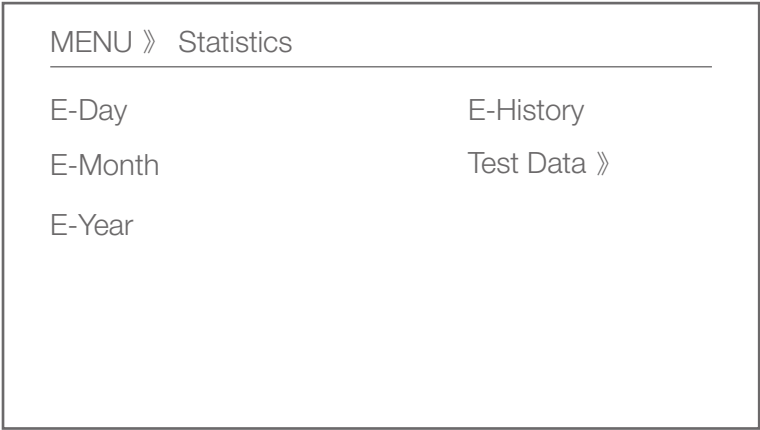 MENU 》 Statistics
E-Day
E-Month
E-Year
E-History
Test Data 》